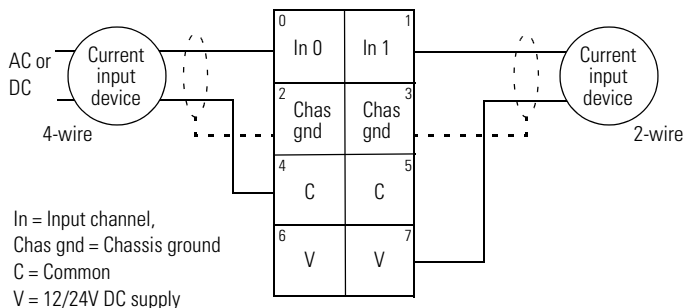 0
1
In 0
In 1
AC or
DC
Current
input
device
Current
input
device
4-wire
2-wire
2
3
Chas
gnd
Chas
gnd
4
5
C
C
6
7
V
V
In = Input channel,
Chas gnd = Chassis ground
C = Common
V = 12/24V DC supply